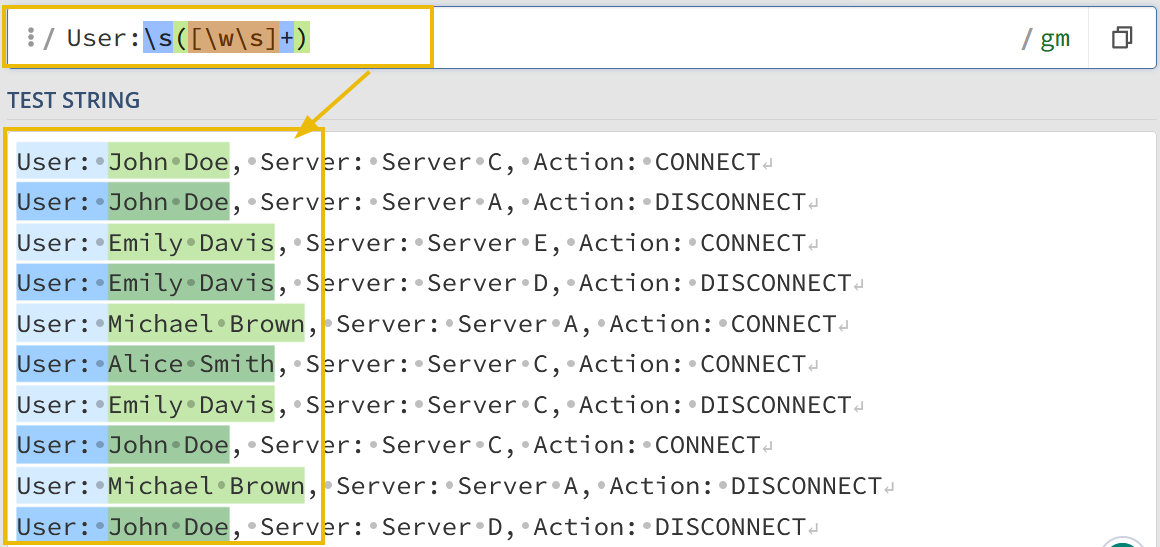 / User:\s([\w\s]+) / gm
TEST STRING
User: John Doe, Server: Server C, Action: CONNECT
User: John Doe, Server: Server A, Action: DISCONNECT
User: Emily Davis, Server: Server E, Action: CONNECT
User: Emily Davis, Server: Server D, Action: DISCONNECT
User: Michael Brown, Server: Server A, Action: CONNECT
User: Alice Smith, Server: Server C, Action: CONNECT
User: Emily Davis, Server: Server C, Action: DISCONNECT
User: John Doe, Server: Server C, Action: CONNECT
User: Michael Brown, Server: Server A, Action: DISCONNECT
User: John Doe, Server: Server D, Action: DISCONNECT